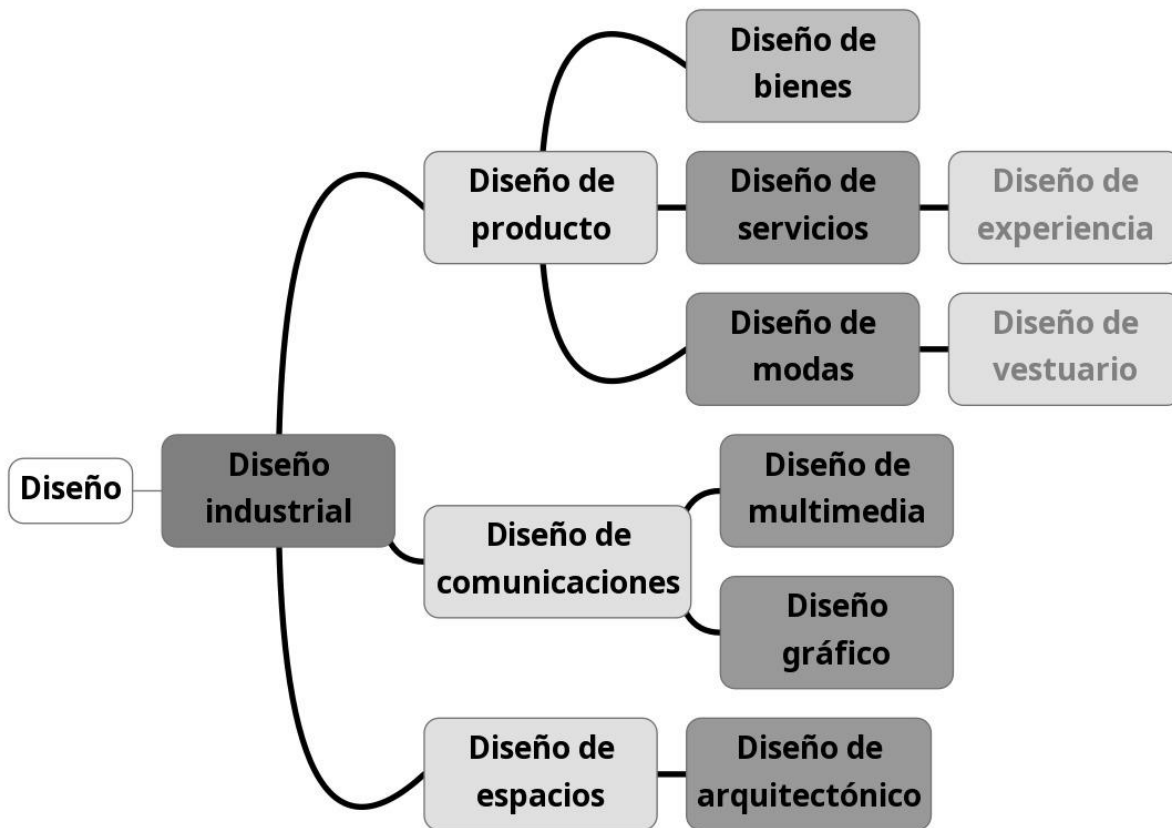 Diseño de
bienes
Diseño de
producto
Diseño de
servicios
Diseño de
experiencia
Diseño de
modas
Diseño de
vestuario
Diseño
Diseño
industrial
Diseño de
comunicaciones
Diseño de
multimedia
Diseño
gráfico
Diseño de
espacios
Diseño de
arquitectónico